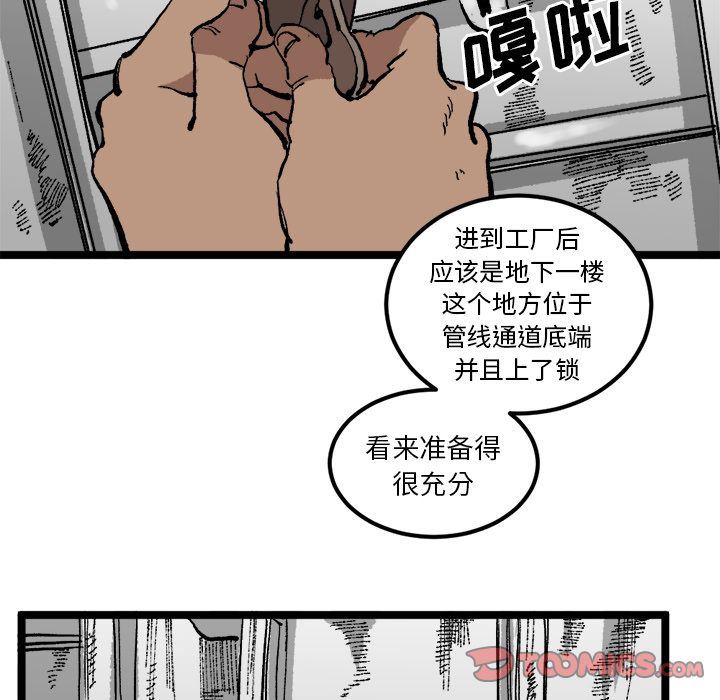 嘎啦
进到工厂后
应该是地下一楼
这个地方位于
管线通道底端
并且上了锁
看来准备得
很充分
TOOMICS.COM